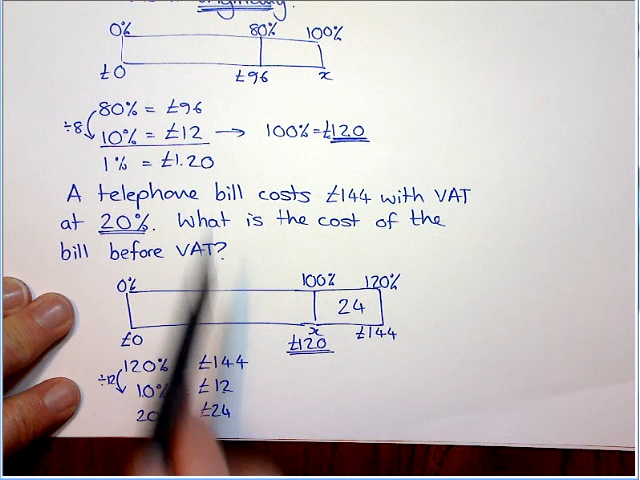 originally.
0% 80% 100%
£0 £96 x
80% = £96
÷8 10% = £12 → 100% = £120
1% = £1.20
A telephone bill costs £144 with VAT
at 20%. What is the cost of the
bill before VAT?
0% 100% 120%
24
£0 x £144
£120
120% £144
÷12 10% £12
20 £24